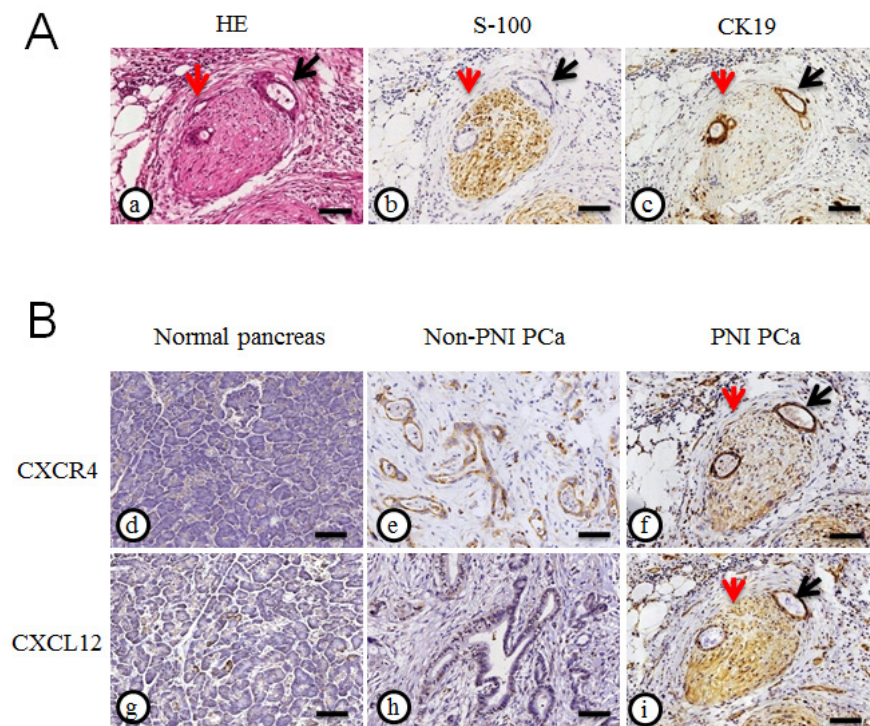 A
HE S-100 CK19
a b c
B
Normal pancreas Non-PNI PCa PNI PCa
CXCR4
d e f
CXCL12
g h i